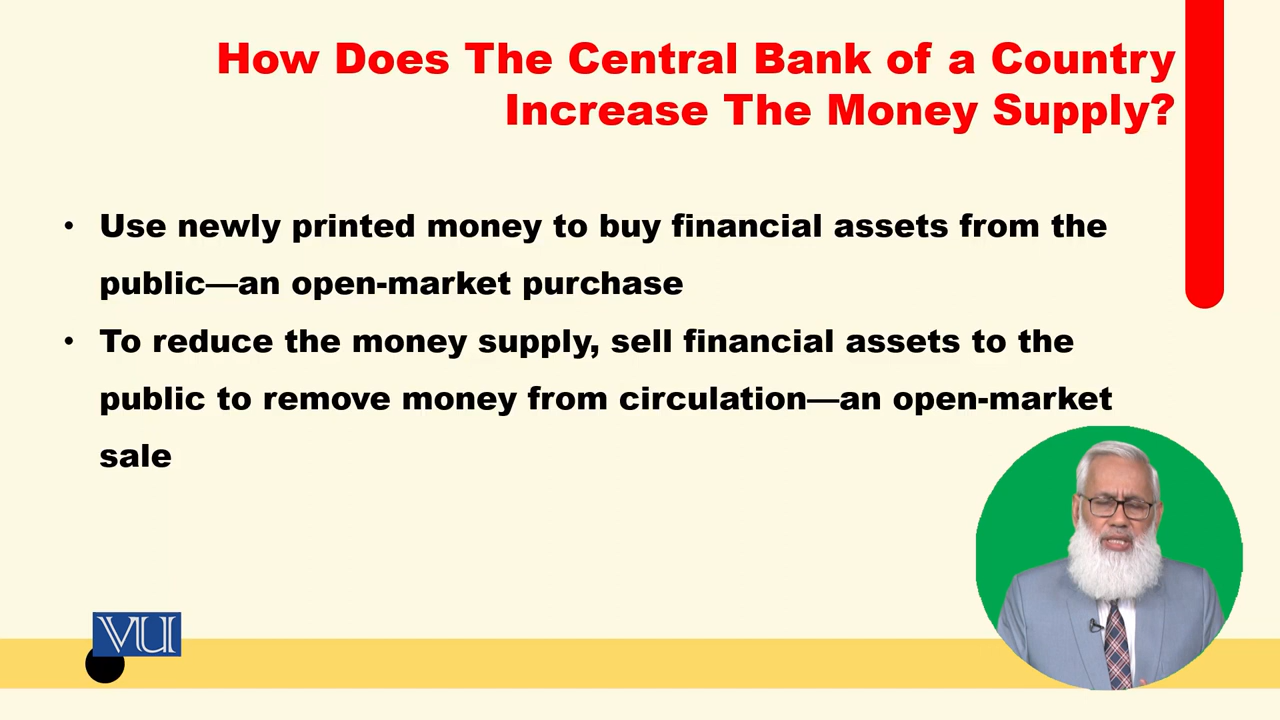 How Does The Central Bank of a Country
Increase The Money Supply?
• Use newly printed money to buy financial assets from the
public—an open-market purchase
• To reduce the money supply, sell financial assets to the
public to remove money from circulation—an open-market
sale
VU